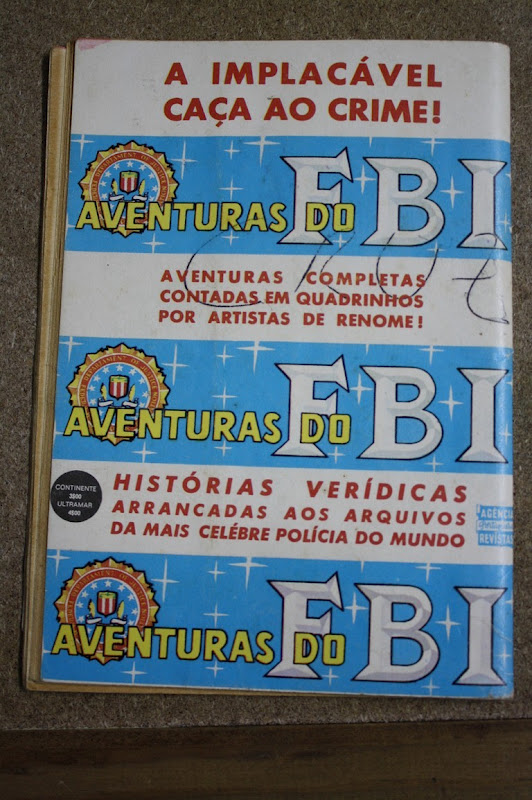 A IMPLACÁVEL
CAÇA AO CRIME!
AVENTURAS DO FBI
AVENTURAS COMPLETAS
CONTADAS EM QUADRINHOS
POR ARTISTAS DE RENOME!
AVENTURAS DO FBI
CONTINENTE
3$00
ULTRAMAR
4$00
HISTÓRIAS VERÍDICAS
ARRANCADAS AOS ARQUIVOS
DA MAIS CELÉBRE POLÍCIA DO MUNDO
AGÊNCIA
REVISTAS
AVENTURAS DO FBI